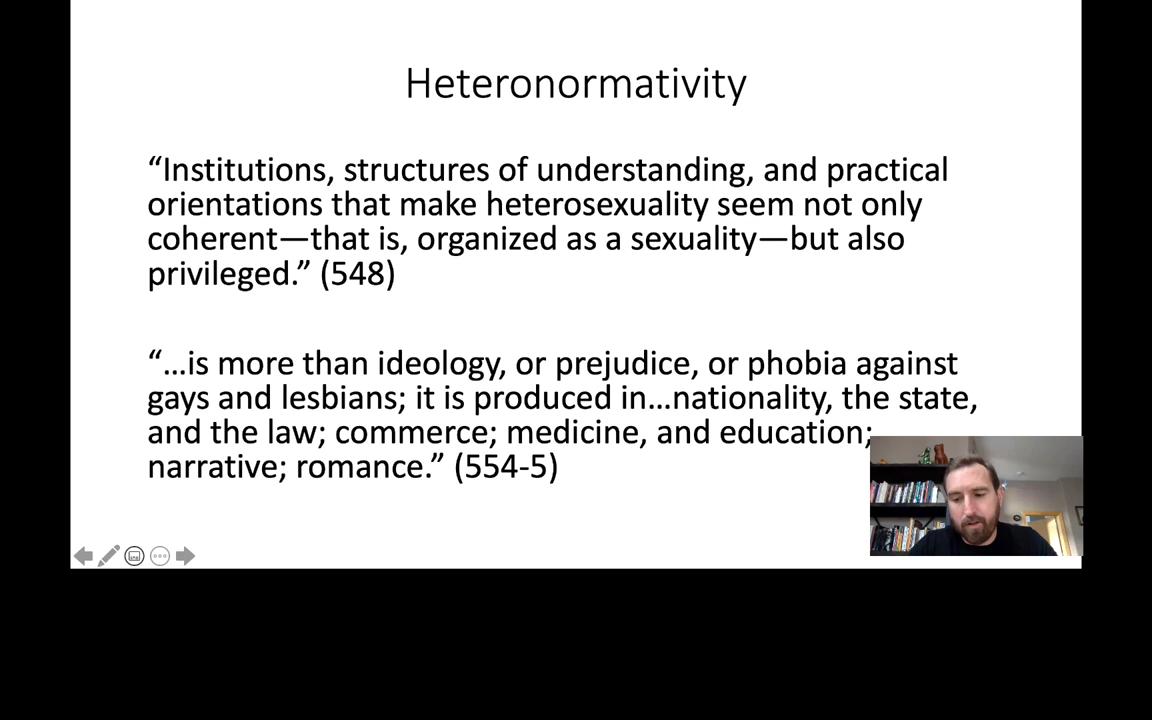 Heteronormativity
“Institutions, structures of understanding, and practical
orientations that make heterosexuality seem not only
coherent—that is, organized as a sexuality—but also
privileged.” (548)
“…is more than ideology, or prejudice, or phobia against
gays and lesbians; it is produced in…nationality, the state,
and the law; commerce; medicine, and education;
narrative; romance.” (554-5)